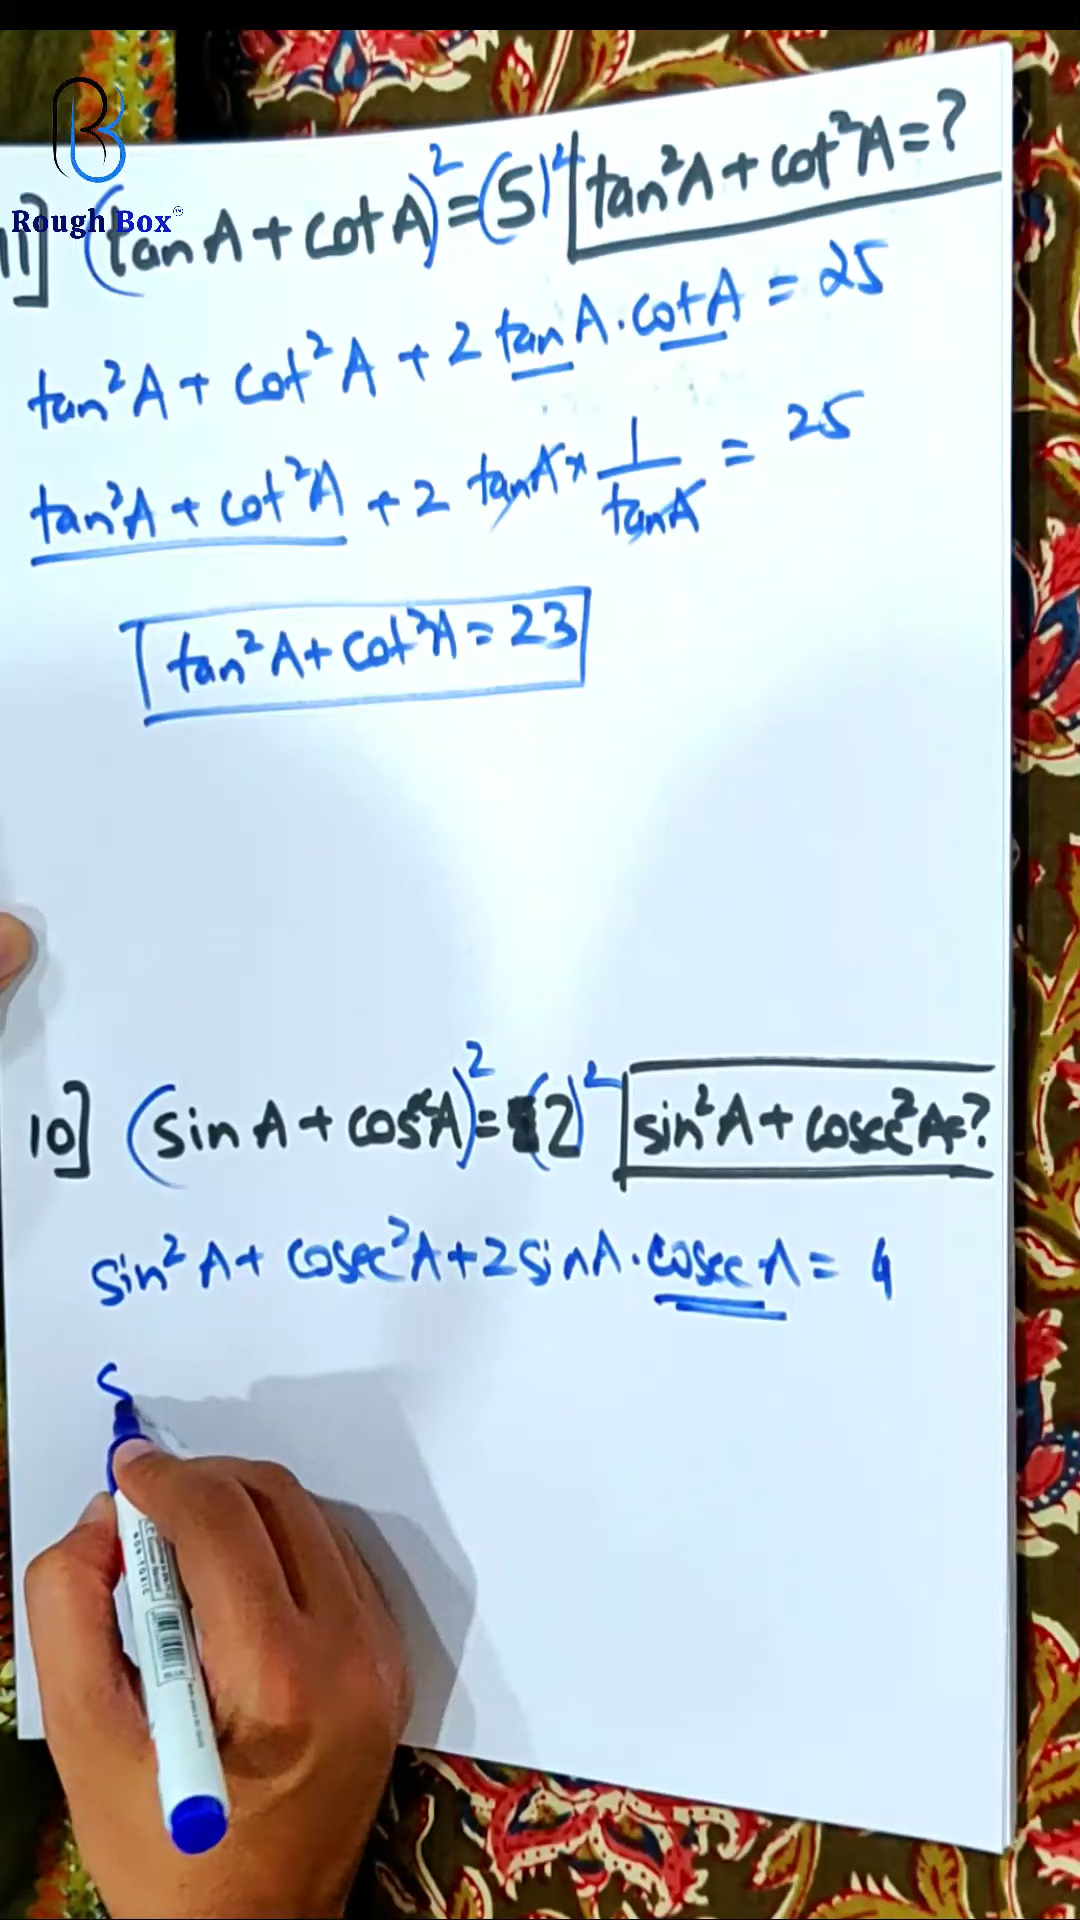 Rough Box™
11] (tan A + cot A)² = (5)² | tan²A + cot²A = ?
tan²A + cot²A + 2 tan A . cot A = 25
tan²A + cot²A + 2 tanA × 1/tanA = 25
tan²A + cot²A = 23
10] (sin A + cosecA)² = (2)² | sin²A + cosec²A = ?
sin²A + cosec²A + 2 sinA . cosec A = 4
S